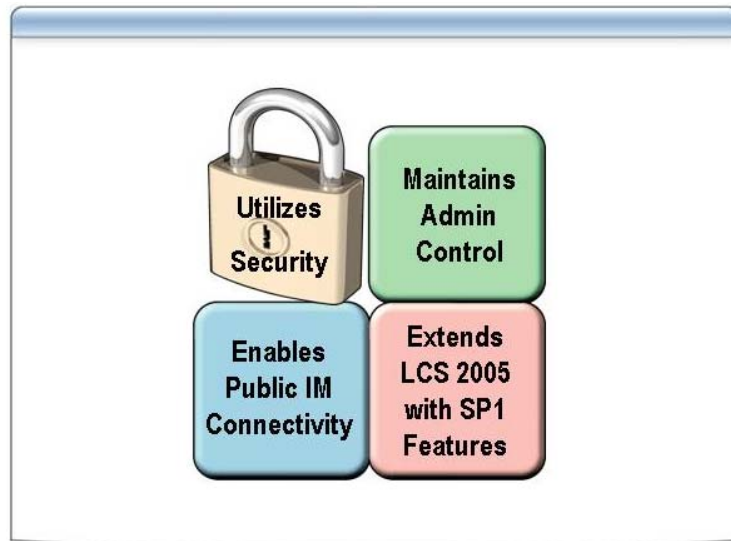 Utilizes
Security
Maintains
Admin
Control
Enables
Public IM
Connectivity
Extends
LCS 2005
with SP1
Features